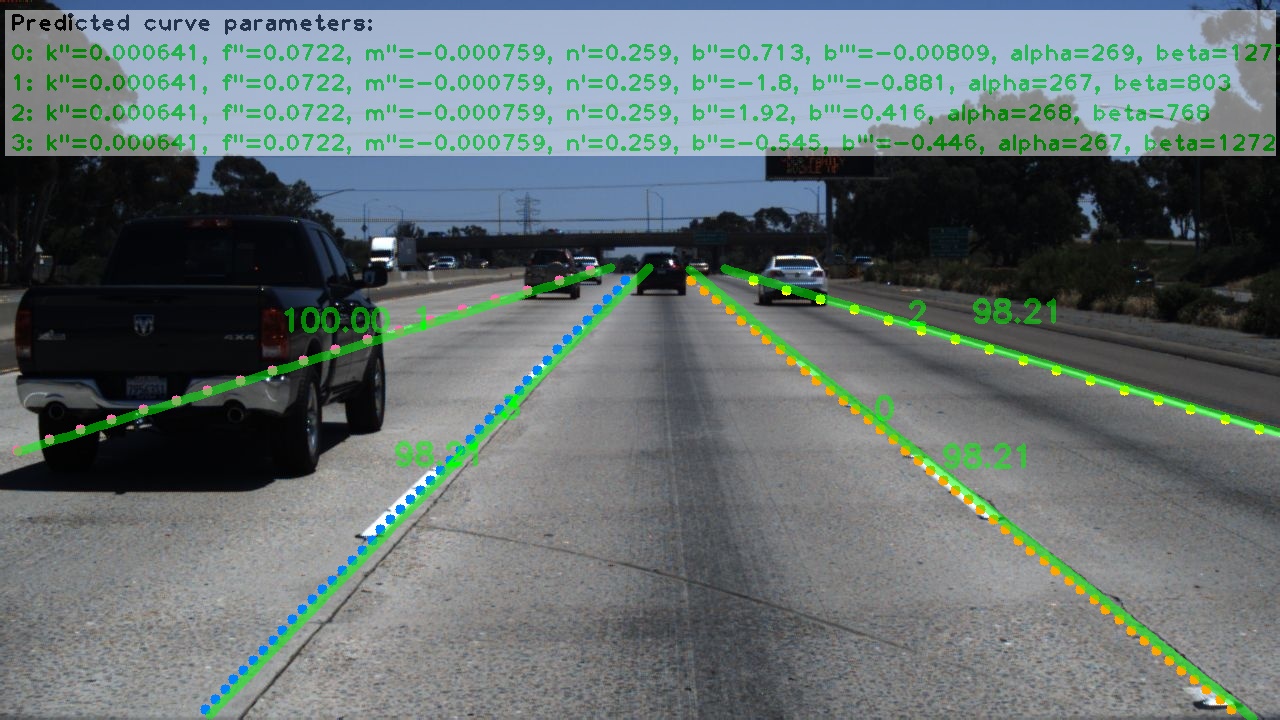 Predicted curve parameters:
0: k"=0.000641, f"=0.0722, m"=-0.000759, n'=0.259, b"=0.713, b'"=-0.00809, alpha=269, beta=127
1: k"=0.000641, f"=0.0722, m"=-0.000759, n'=0.259, b"=-1.8, b'"=-0.881, alpha=267, beta=803
2: k"=0.000641, f"=0.0722, m"=-0.000759, n'=0.259, b"=1.92, b'"=0.416, alpha=268, beta=768
3: k"=0.000641, f"=0.0722, m"=-0.000759, n'=0.259, b"=-0.545, b'"=-0.446, alpha=267, beta=1272
2 98.21
100.00 1
4X4
0
98.21